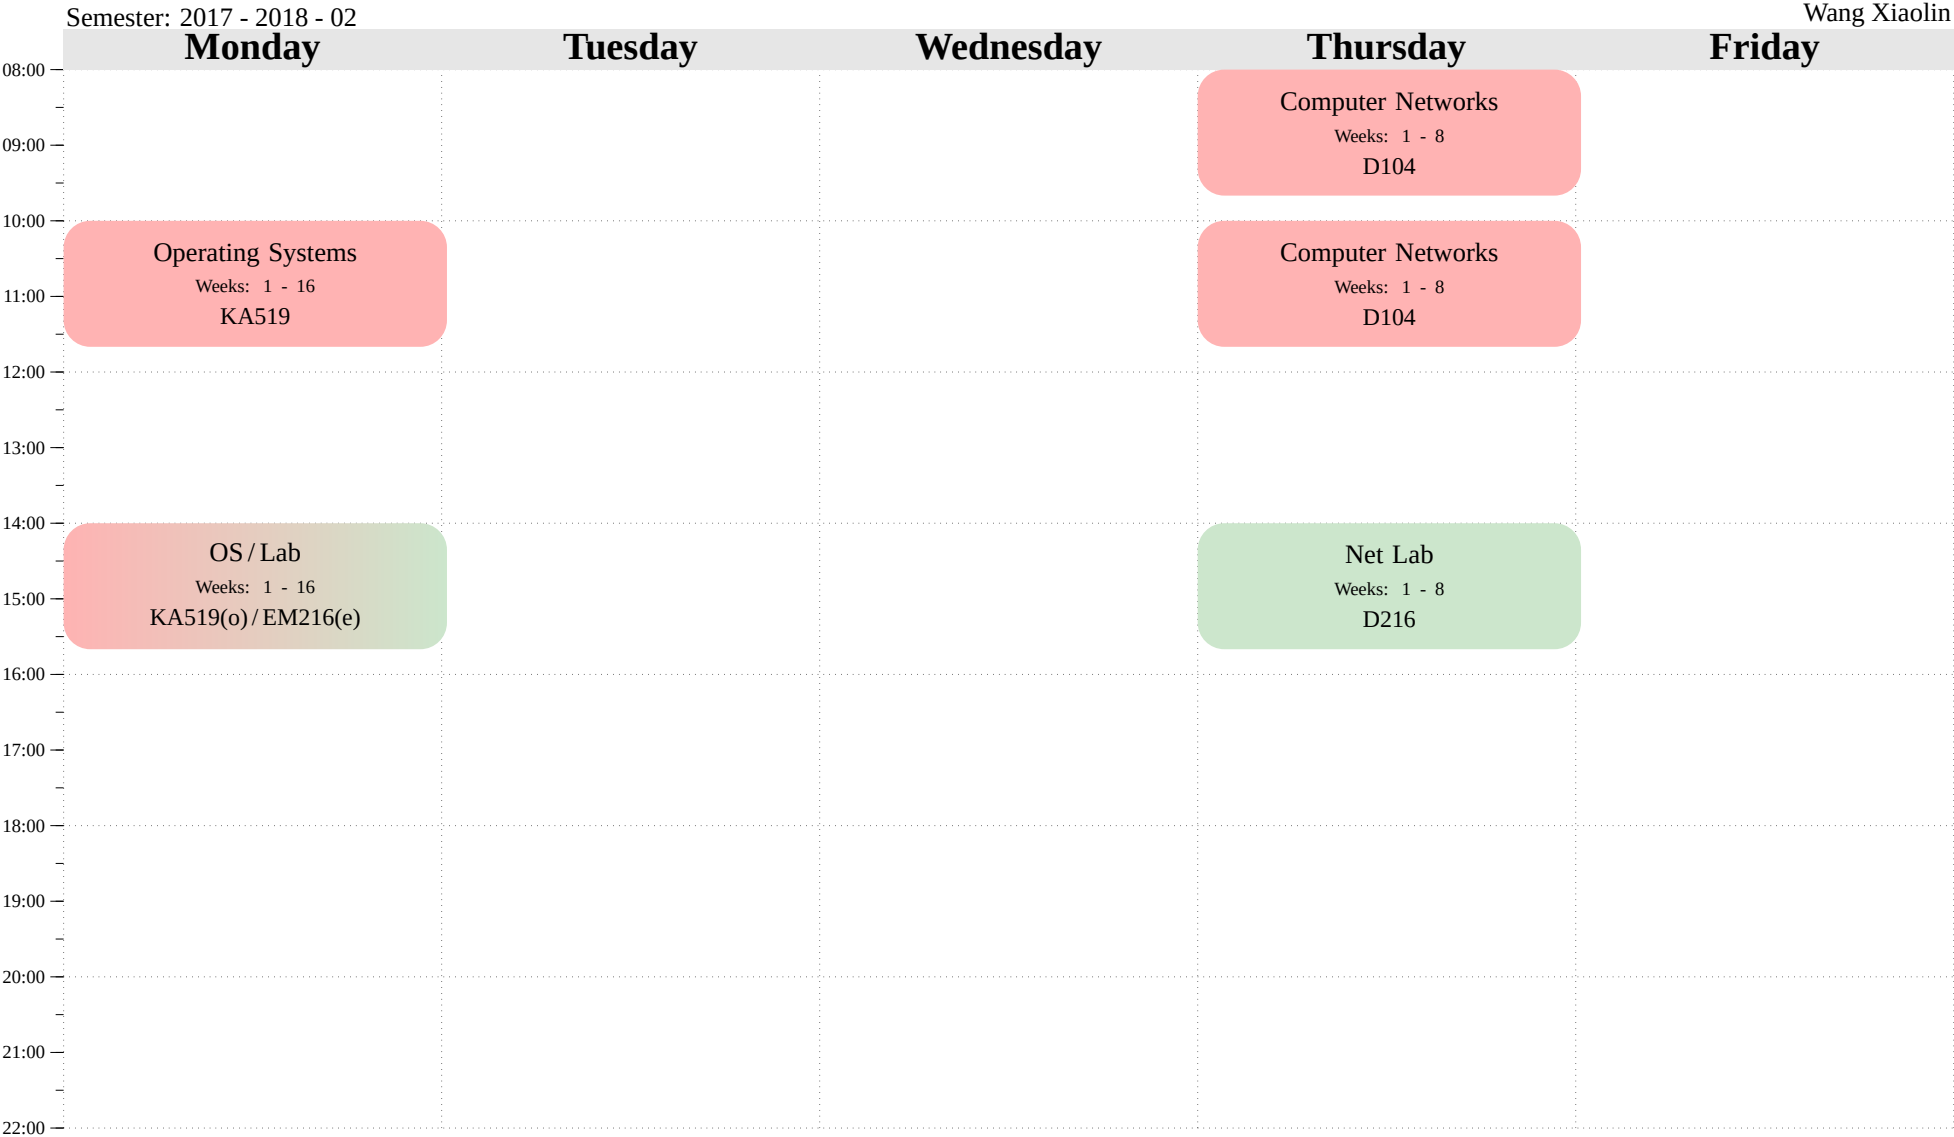 Semester: 2017 - 2018 - 02
Wang Xiaolin
Monday Tuesday Wednesday Thursday Friday
08:00
Computer Networks
Weeks: 1 - 8
D104
09:00
10:00
Operating Systems
Weeks: 1 - 16
KA519
Computer Networks
Weeks: 1 - 8
D104
11:00
12:00
13:00
14:00
OS / Lab
Weeks: 1 - 16
KA519(o) / EM216(e)
Net Lab
Weeks: 1 - 8
D216
15:00
16:00
17:00
18:00
19:00
20:00
21:00
22:00